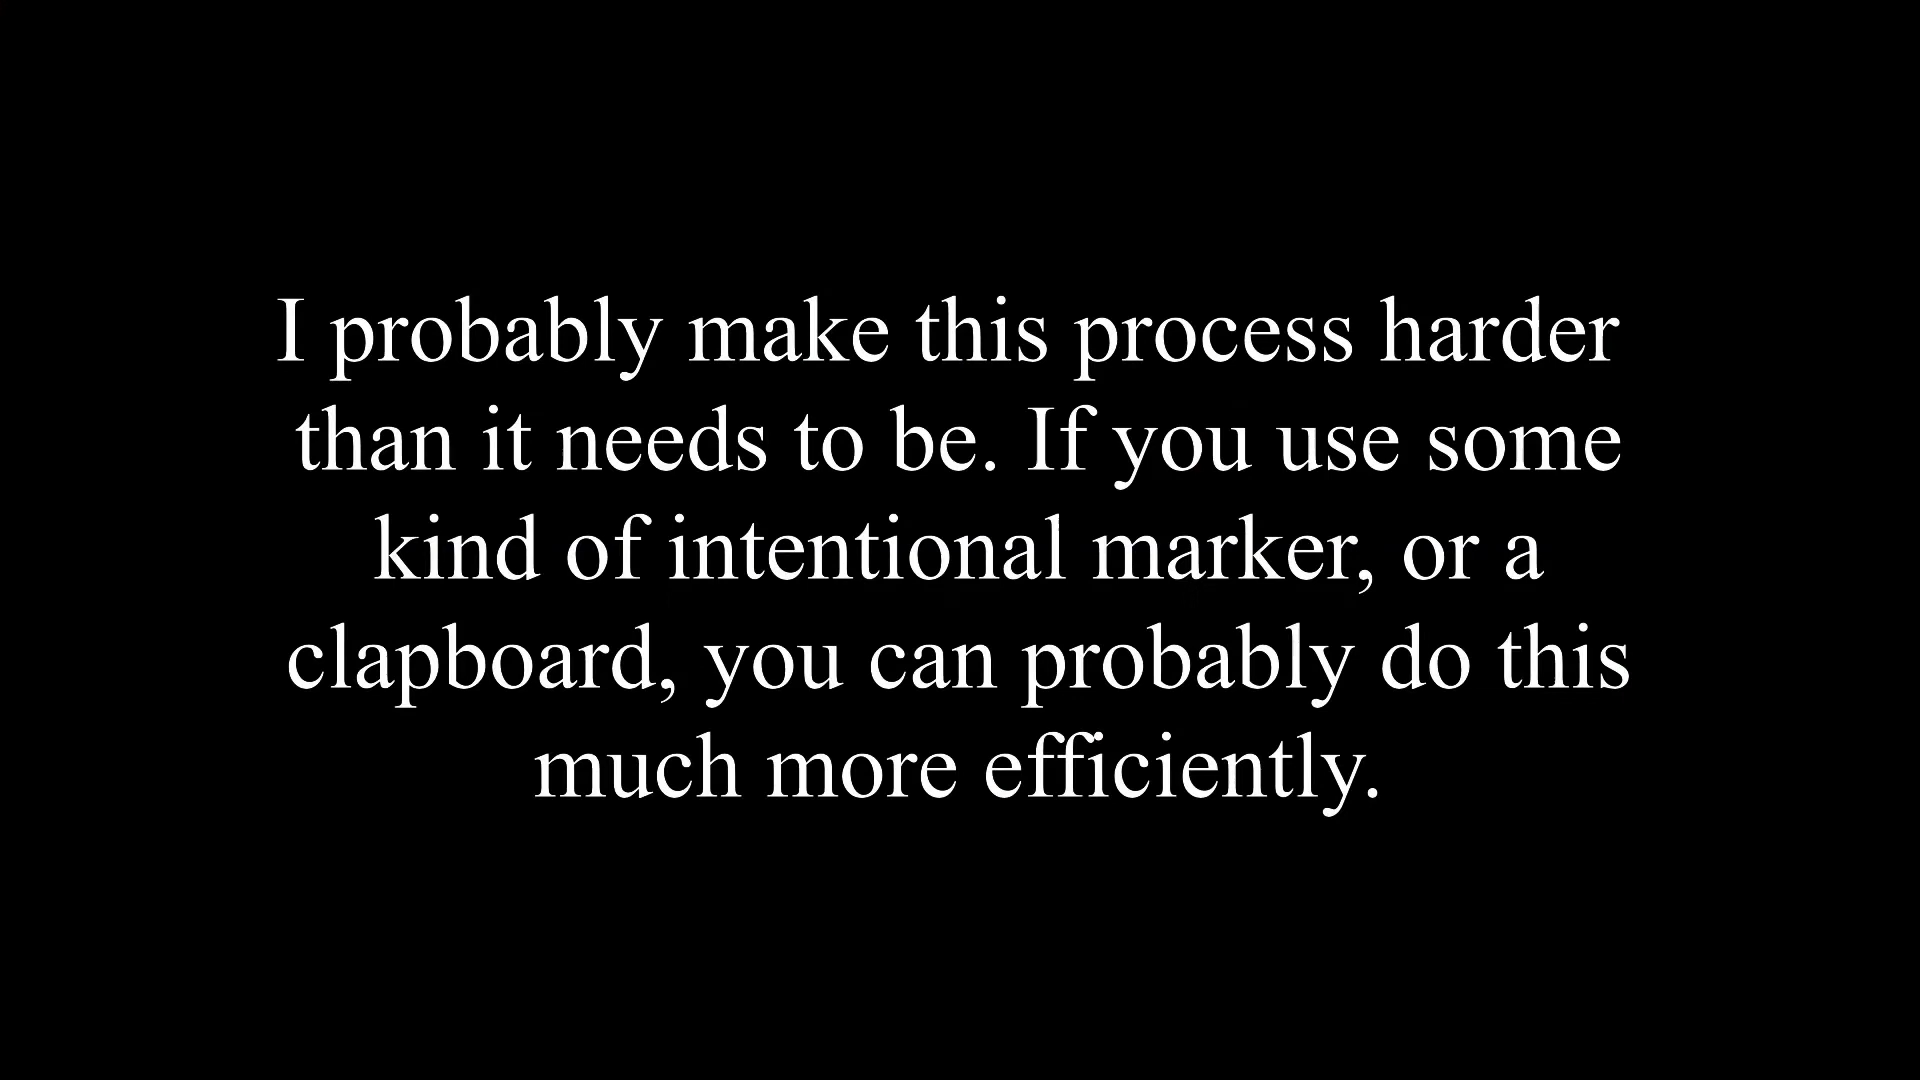 I probably make this process harder
than it needs to be. If you use some
kind of intentional marker, or a
clapboard, you can probably do this
much more efficiently.